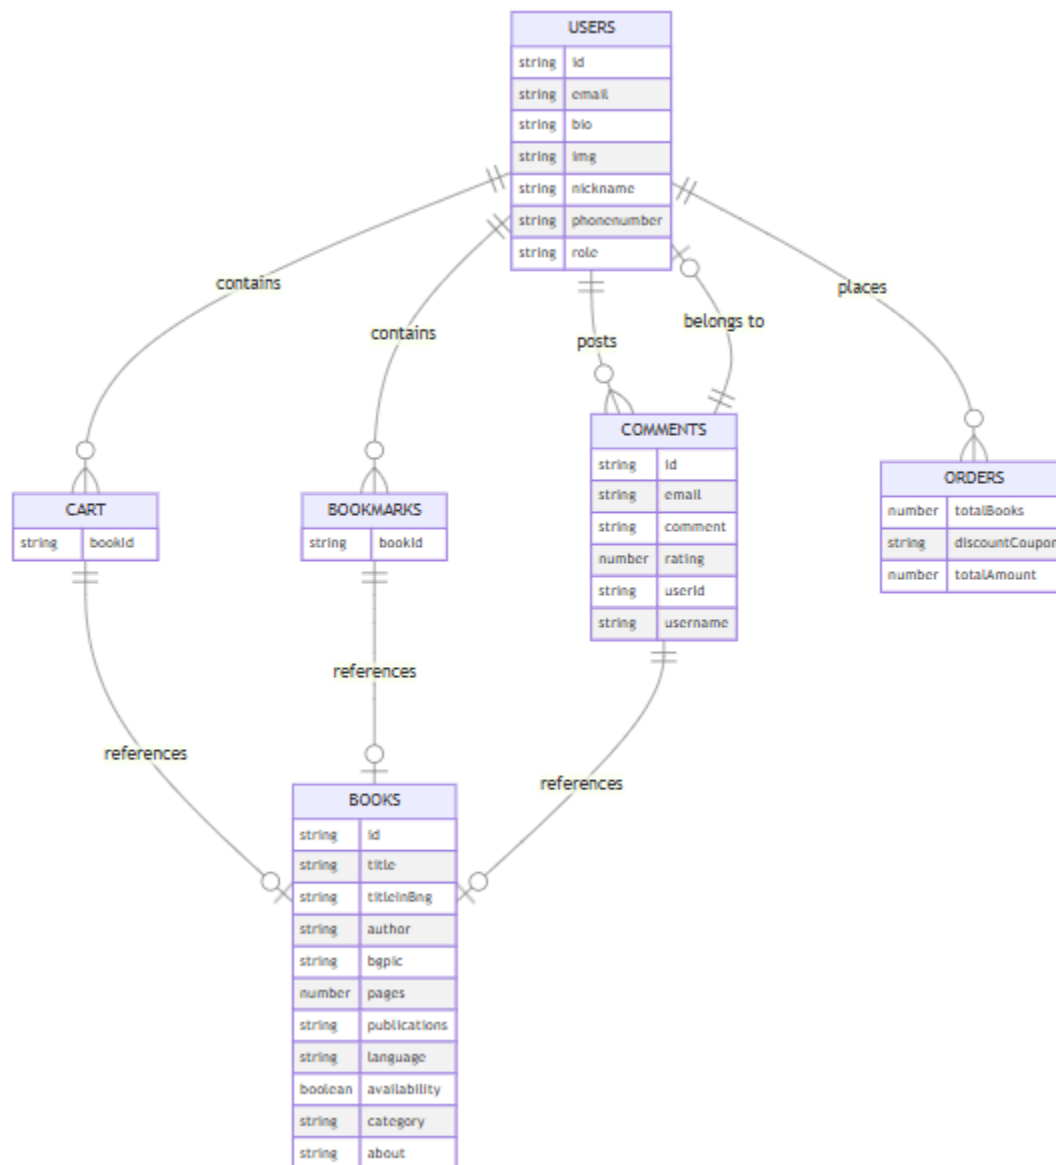 USERS
string id
string email
string bio
string img
string nickname
string phonenumber
string role
contains
contains
posts
belongs to
places
CART
string bookId
BOOKMARKS
string bookId
COMMENTS
string id
string email
string comment
number rating
string userId
string username
ORDERS
number totalBooks
string discountCoupon
number totalAmount
references
references
references
BOOKS
string id
string title
string titleInBng
string author
string bgpic
number pages
string publications
string language
boolean availability
string category
string about